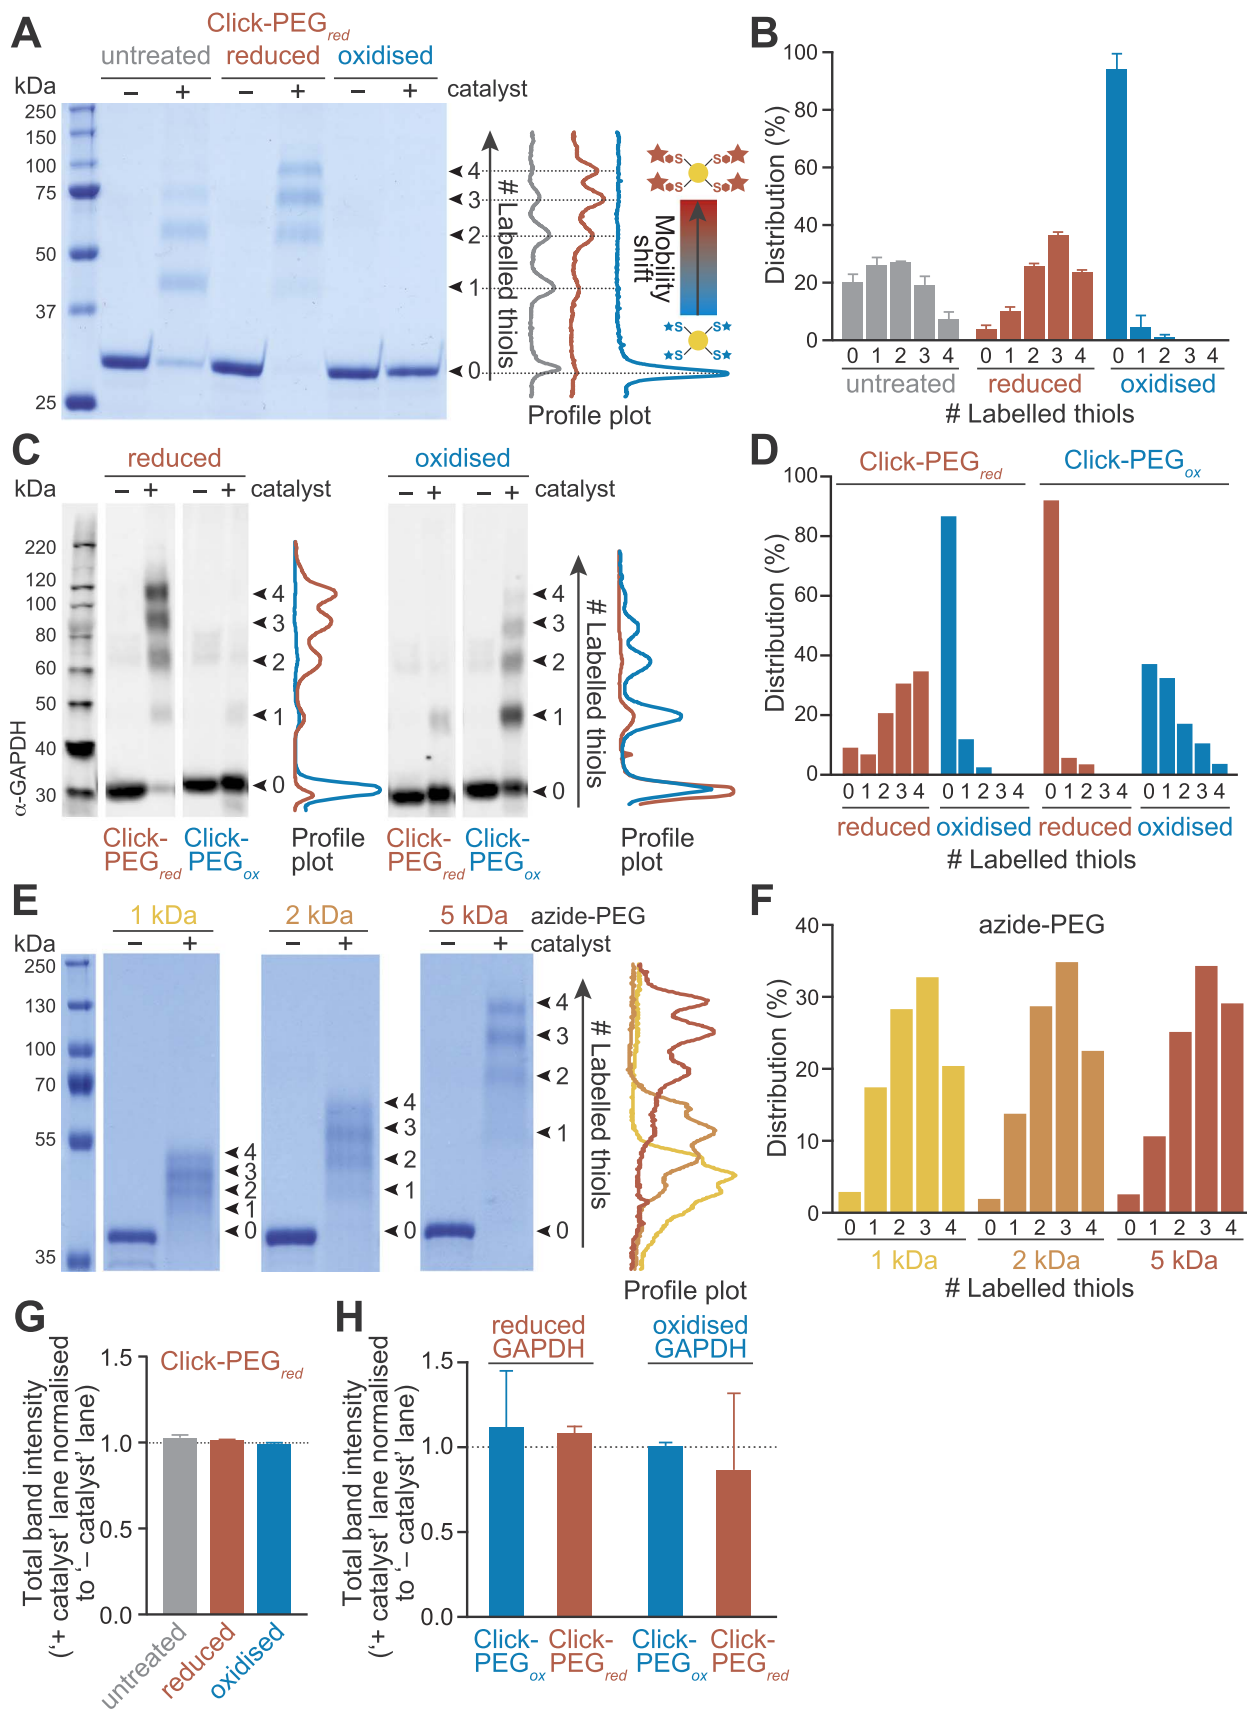 A
Click-PEGred
untreated reduced oxidised
kDa
– + – + – + catalyst
250
150
100
75
50
37
25
4
3
2
1
0
# Labelled thiols
Profile plot
S S
S S
Mobility
shift
S S
S S
B
Distribution (%)
100
80
60
40
20
0
0 1 2 3 4 0 1 2 3 4 0 1 2 3 4
untreated reduced oxidised
# Labelled thiols
C
reduced oxidised
kDa
– + – + catalyst – + – + catalyst
220
120
100
80
60
50
40
30
α-GAPDH
4
3
2
1
0
4
3
2
1
0
# Labelled thiols
Click-PEGred
Click-PEGox
Profile plot
Click-PEGred
Click-PEGox
Profile plot
D
Click-PEGred Click-PEGox
Distribution (%)
100
80
60
40
20
0
0 1 2 3 4 0 1 2 3 4 0 1 2 3 4 0 1 2 3 4
reduced oxidised reduced oxidised
# Labelled thiols
E
1 kDa 2 kDa 5 kDa azide-PEG
kDa
– + – + – + catalyst
250
130
100
70
55
35
4
3
2
1
0
4
3
2
1
0
4
3
2
1
0
# Labelled thiols
Profile plot
F
azide-PEG
Distribution (%)
40
30
20
10
0
0 1 2 3 4 0 1 2 3 4 0 1 2 3 4
1 kDa 2 kDa 5 kDa
# Labelled thiols
G
Total band intensity
(‘+ catalyst’ lane normalised
to ‘– catalyst’ lane)
Click-PEGred
1.5
1.0
0.5
0.0
untreated
reduced
oxidised
H
Total band intensity
(‘+ catalyst’ lane normalised
to ‘– catalyst’ lane)
reduced oxidised
GAPDH GAPDH
1.5
1.0
0.5
0.0
Click- Click- Click- Click-
PEGox PEGred PEGox PEGred